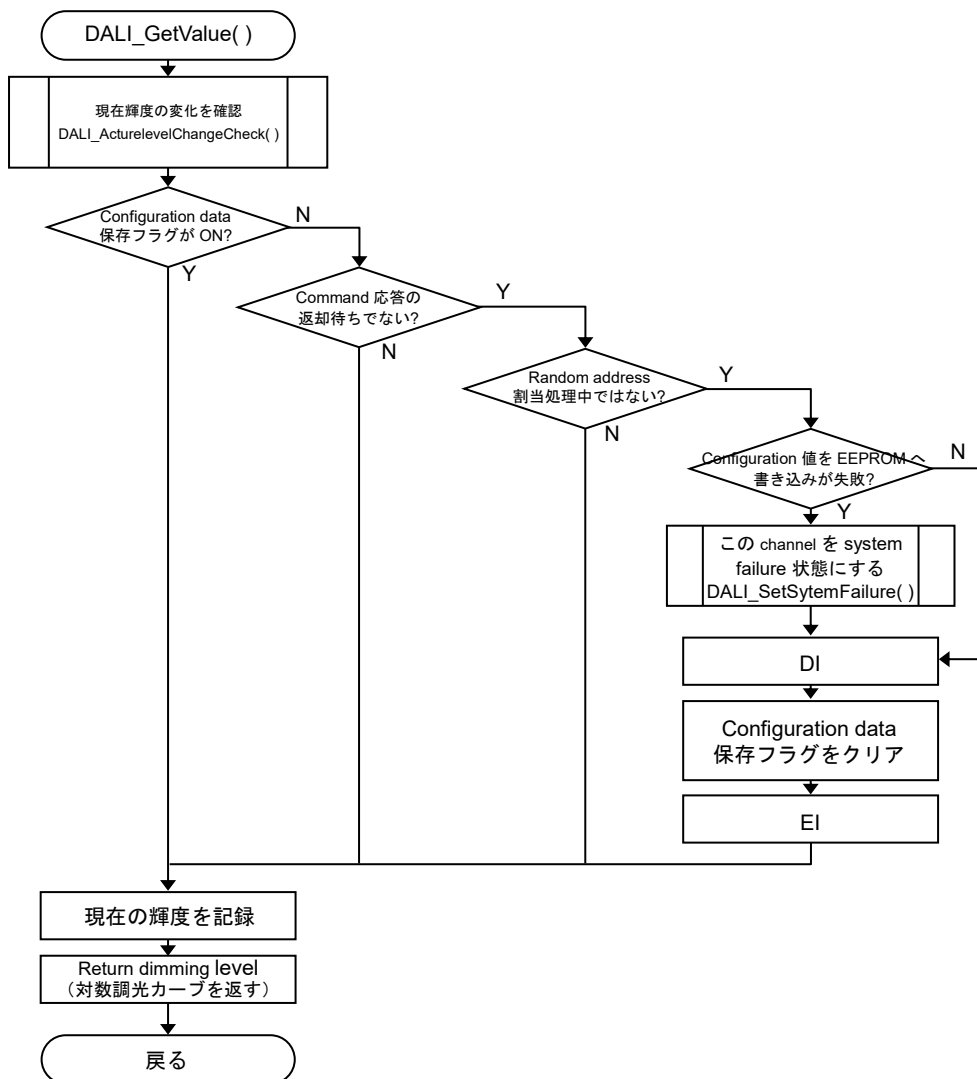 DALI_GetValue( )
現在輝度の変化を確認
DALI_ActurelevelChangeCheck( )
Configuration data
保存フラグが ON?
N
Y
Command 応答の
返却待ちでない?
Y
N
Random address
割当処理中ではない?
Y
N
Configuration 値を EEPROM へ
書き込みが失敗?
N
Y
この channel を system
failure 状態にする
DALI_SetSytemFailure( )
DI
Configuration data
保存フラグをクリア
EI
現在の輝度を記録
Return dimming level
（対数調光カーブを返す）
戻る